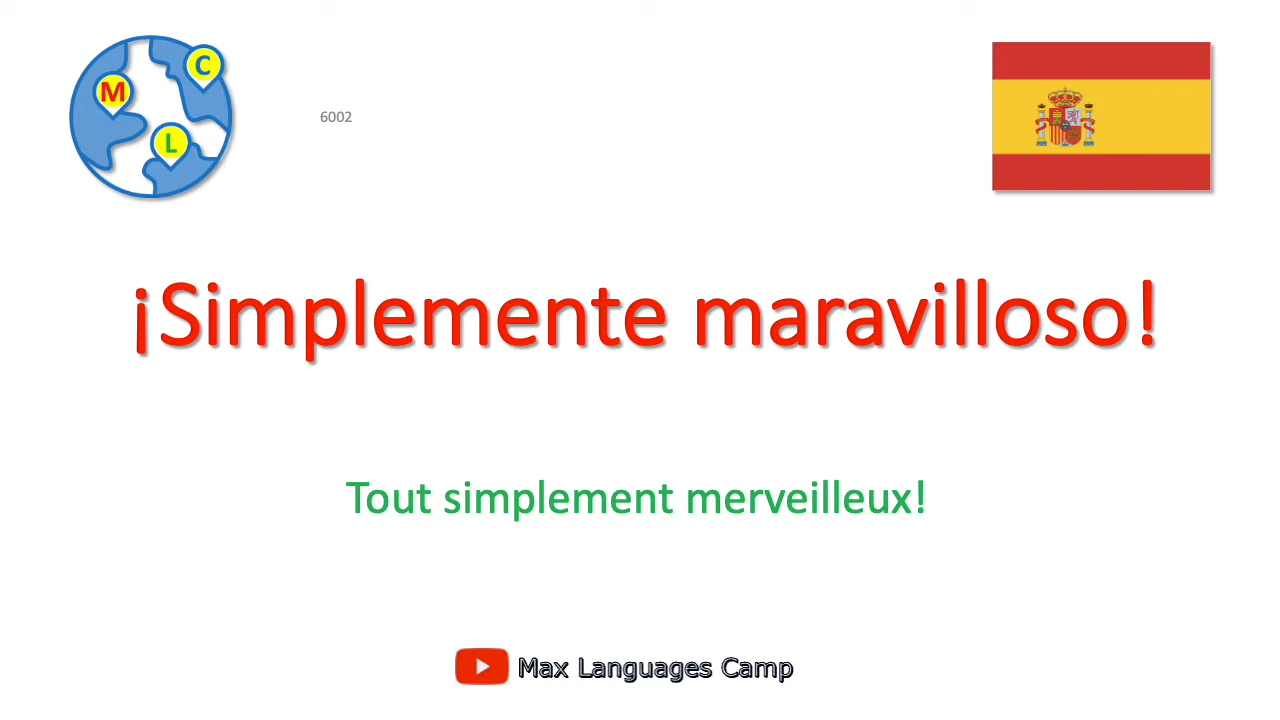 M
C
L
6002
¡Simplemente maravilloso!
Tout simplement merveilleux!
Max Languages Camp